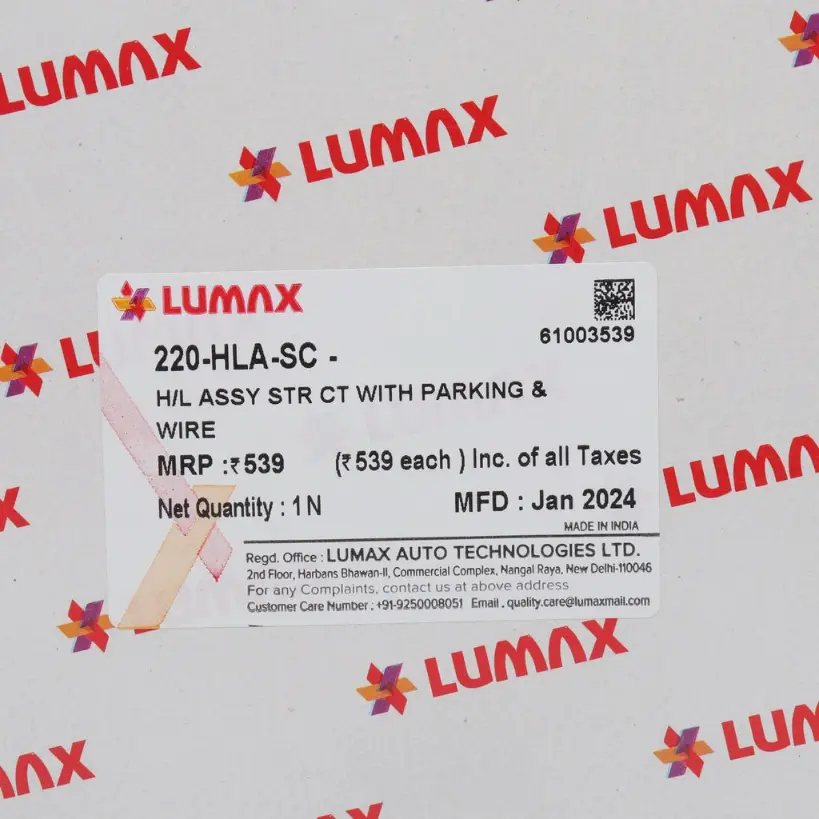 LUMAX
LUMAX
LUMAX
LUMAX
61003539
220-HLA-SC -
H/L ASSY STR CT WITH PARKING &
WIRE
MRP :₹539 (₹539 each ) Inc. of all Taxes
LUMAX
Net Quantity : 1 N MFD : Jan 2024
MADE IN INDIA
Regd. Office : LUMAX AUTO TECHNOLOGIES LTD.
2nd Floor, Harbans Bhawan-II, Commercial Complex, Nangal Raya, New Delhi-110046
For any Complaints, contact us at above address
Customer Care Number : +91-9250008051 Email . quality.care@lumaxmail.com
LUMAX
LUMAX